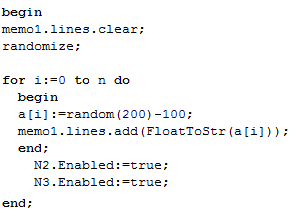 begin
memo1.lines.clear;
randomize;

for i:=0 to n do
  begin
  a[i]:=random(200)-100;
  memo1.lines.add(FloatToStr(a[i]));
  end;
    N2.Enabled:=true;
    N3.Enabled:=true;
end;